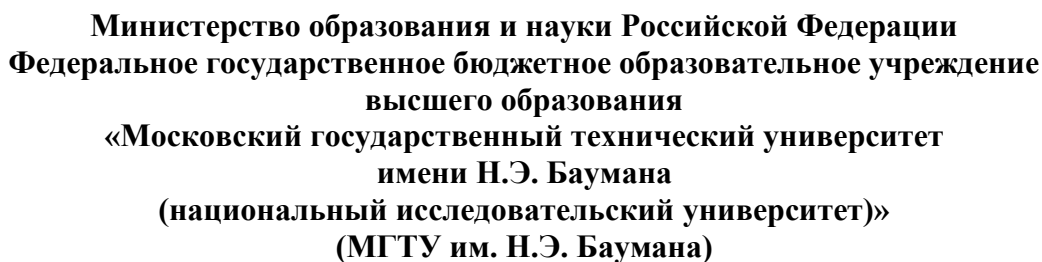 Министерство образования и науки Российской Федерации
Федеральное государственное бюджетное образовательное учреждение
высшего образования
«Московский государственный технический университет
имени Н.Э. Баумана
(национальный исследовательский университет)»
(МГТУ им. Н.Э. Баумана)